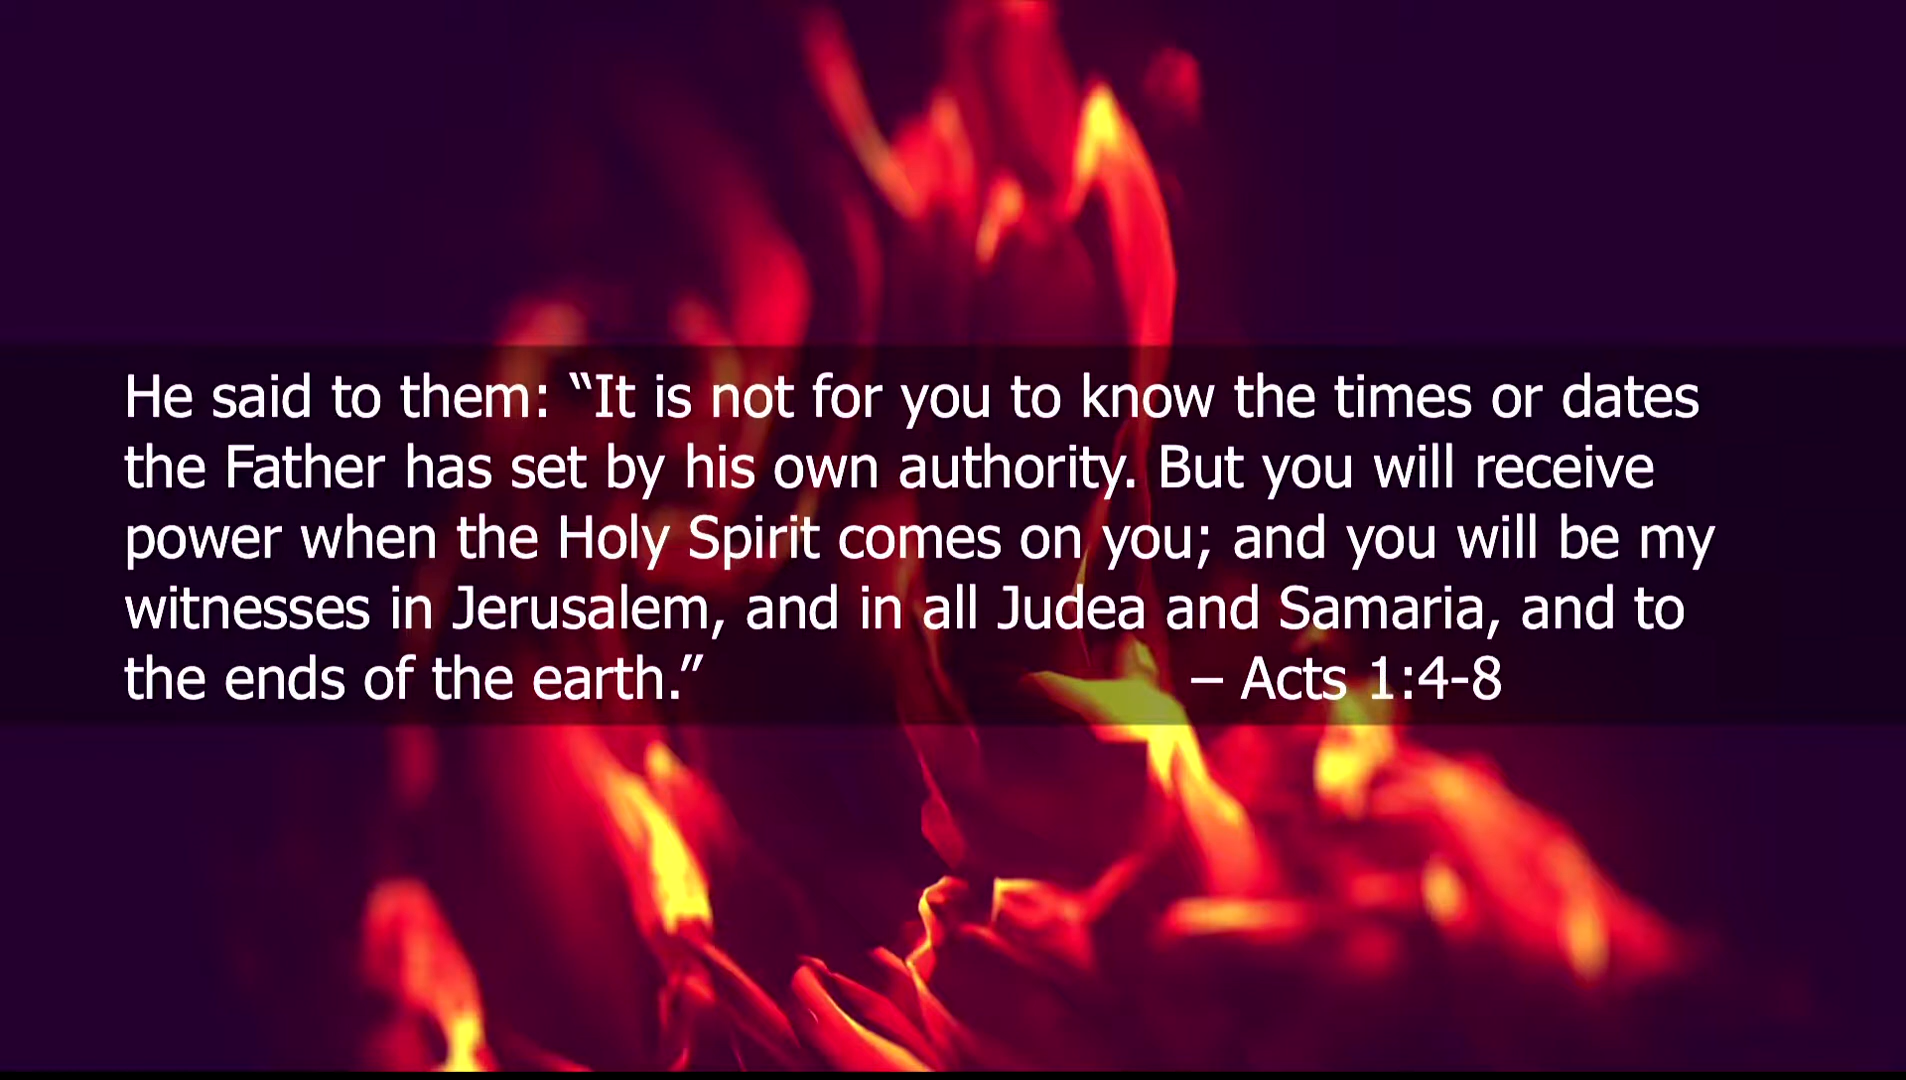 He said to them: “It is not for you to know the times or dates
the Father has set by his own authority. But you will receive
power when the Holy Spirit comes on you; and you will be my
witnesses in Jerusalem, and in all Judea and Samaria, and to
the ends of the earth.” – Acts 1:4-8